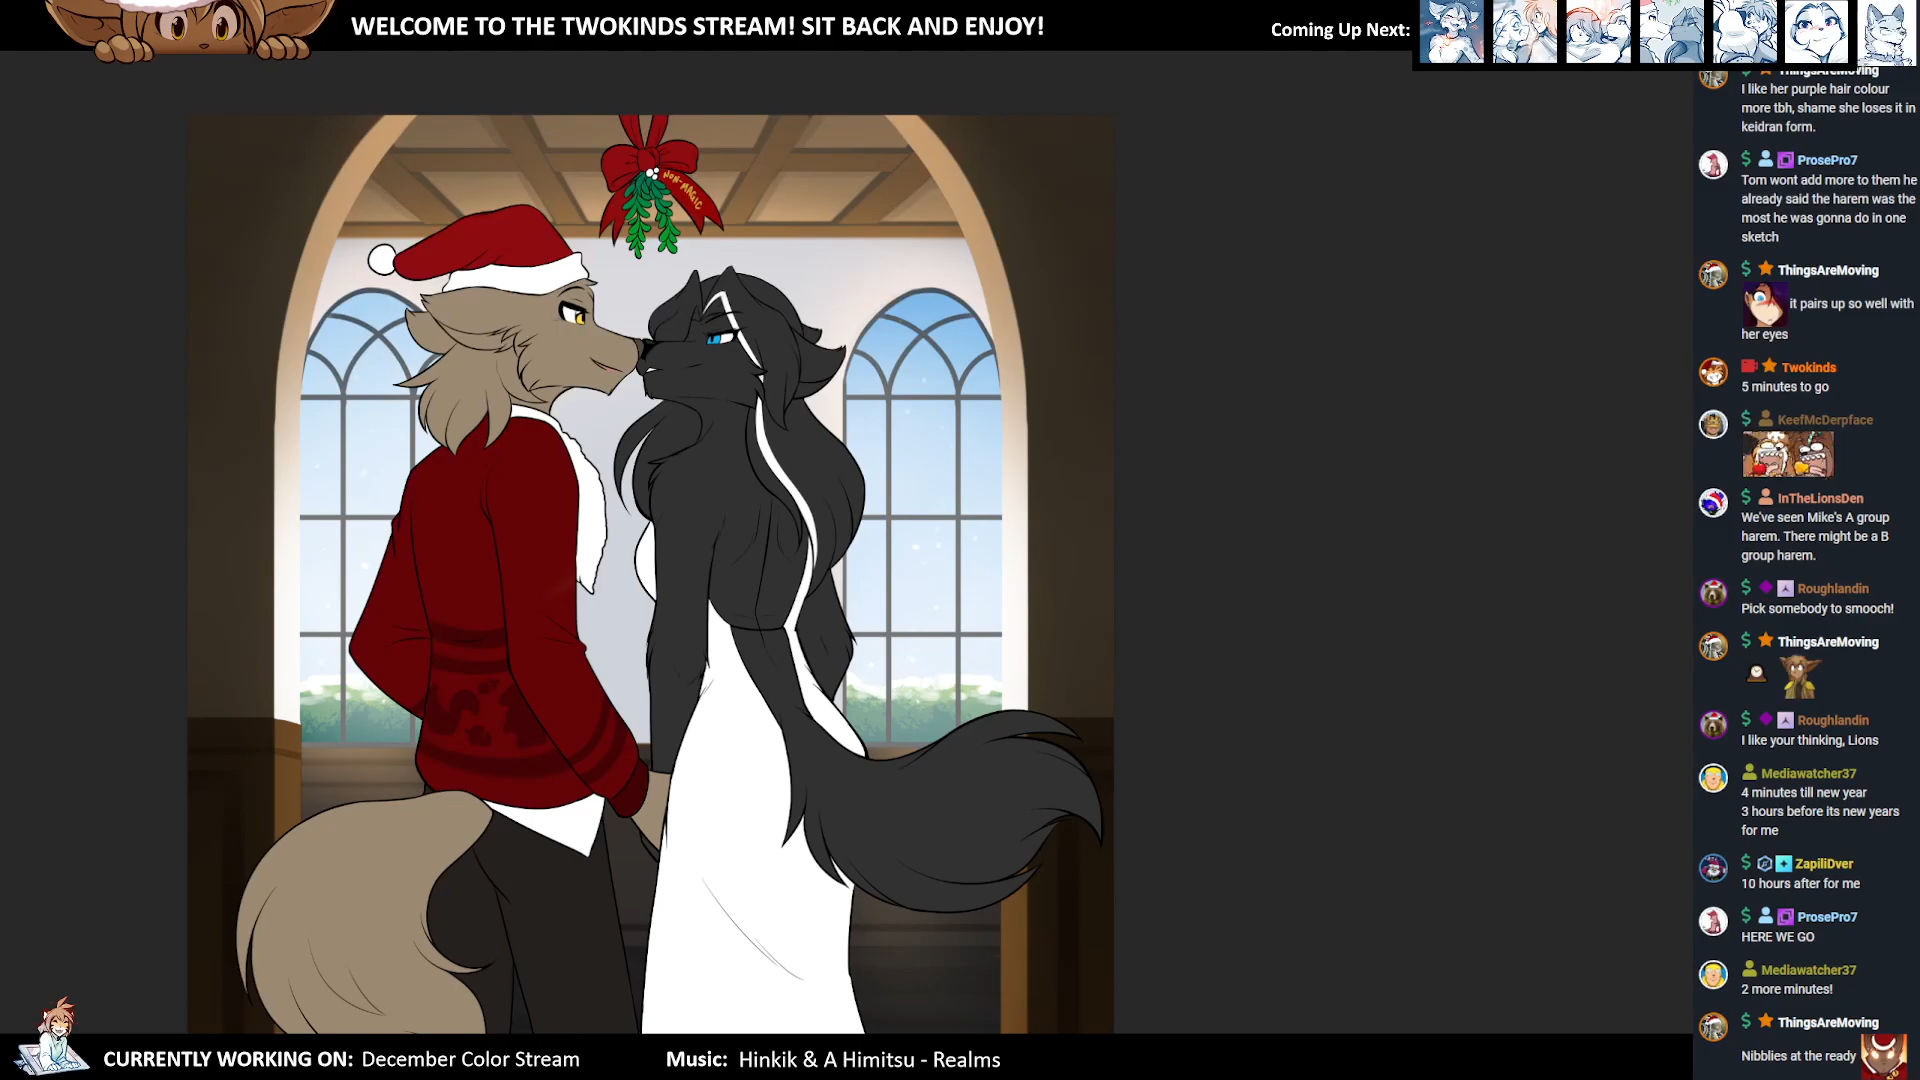 WELCOME TO THE TWOKINDS STREAM! SIT BACK AND ENJOY!
Coming Up Next:
NON-MAGIC
ThingsAreMoving
I like her purple hair colour
more tbh, shame she loses it in
keidran form.
ProsePro7
Tom wont add more to them he
already said the harem was the
most he was gonna do in one
sketch
ThingsAreMoving
it pairs up so well with
her eyes
Twokinds
5 minutes to go
KeefMcDerpface
InTheLionsDen
We've seen Mike's A group
harem. There might be a B
group harem.
Roughlandin
Pick somebody to smooch!
ThingsAreMoving
Roughlandin
I like your thinking, Lions
Mediawatcher37
4 minutes till new year
3 hours before its new years
for me
ZapiliDver
10 hours after for me
ProsePro7
HERE WE GO
Mediawatcher37
2 more minutes!
ThingsAreMoving
Nibblies at the ready
CURRENTLY WORKING ON: December Color Stream
Music: Hinkik & A Himitsu - Realms